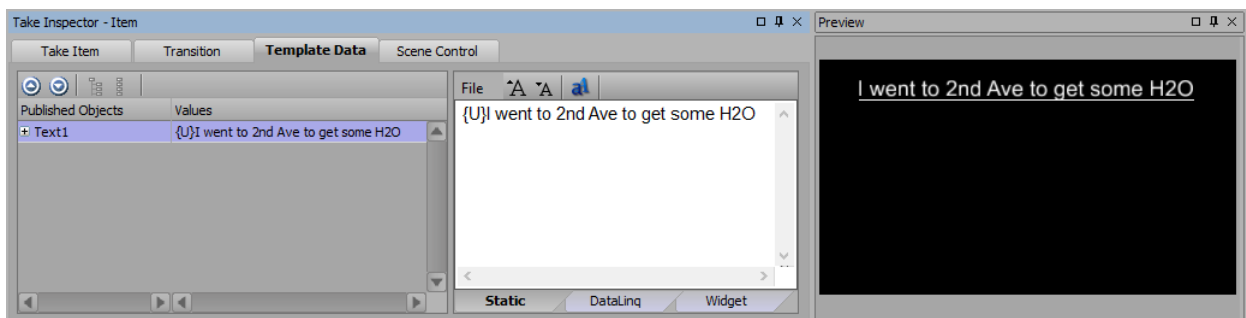 Take Inspector - Item
Preview
Take Item Transition Template Data Scene Control
File A A a
Published Objects Values
Text1 {U}I went to 2nd Ave to get some H2O
{U}I went to 2nd Ave to get some H2O
I went to 2nd Ave to get some H2O
Static DataLinq Widget